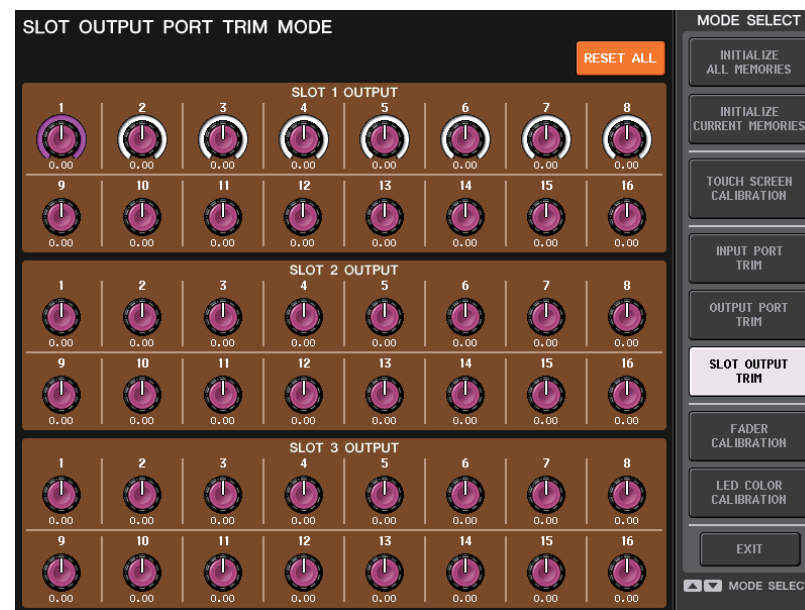 SLOT OUTPUT PORT TRIM MODE
RESET ALL
SLOT 1 OUTPUT
1 2 3 4 5 6 7 8
0.00 0.00 0.00 0.00 0.00 0.00 0.00 0.00
9 10 11 12 13 14 15 16
0.00 0.00 0.00 0.00 0.00 0.00 0.00 0.00
SLOT 2 OUTPUT
1 2 3 4 5 6 7 8
0.00 0.00 0.00 0.00 0.00 0.00 0.00 0.00
9 10 11 12 13 14 15 16
0.00 0.00 0.00 0.00 0.00 0.00 0.00 0.00
SLOT 3 OUTPUT
1 2 3 4 5 6 7 8
0.00 0.00 0.00 0.00 0.00 0.00 0.00 0.00
9 10 11 12 13 14 15 16
0.00 0.00 0.00 0.00 0.00 0.00 0.00 0.00
MODE SELECT
INITIALIZE
ALL MEMORIES
INITIALIZE
CURRENT MEMORIES
TOUCH SCREEN
CALIBRATION
INPUT PORT
TRIM
OUTPUT PORT
TRIM
SLOT OUTPUT
TRIM
FADER
CALIBRATION
LED COLOR
CALIBRATION
EXIT
MODE SELEC